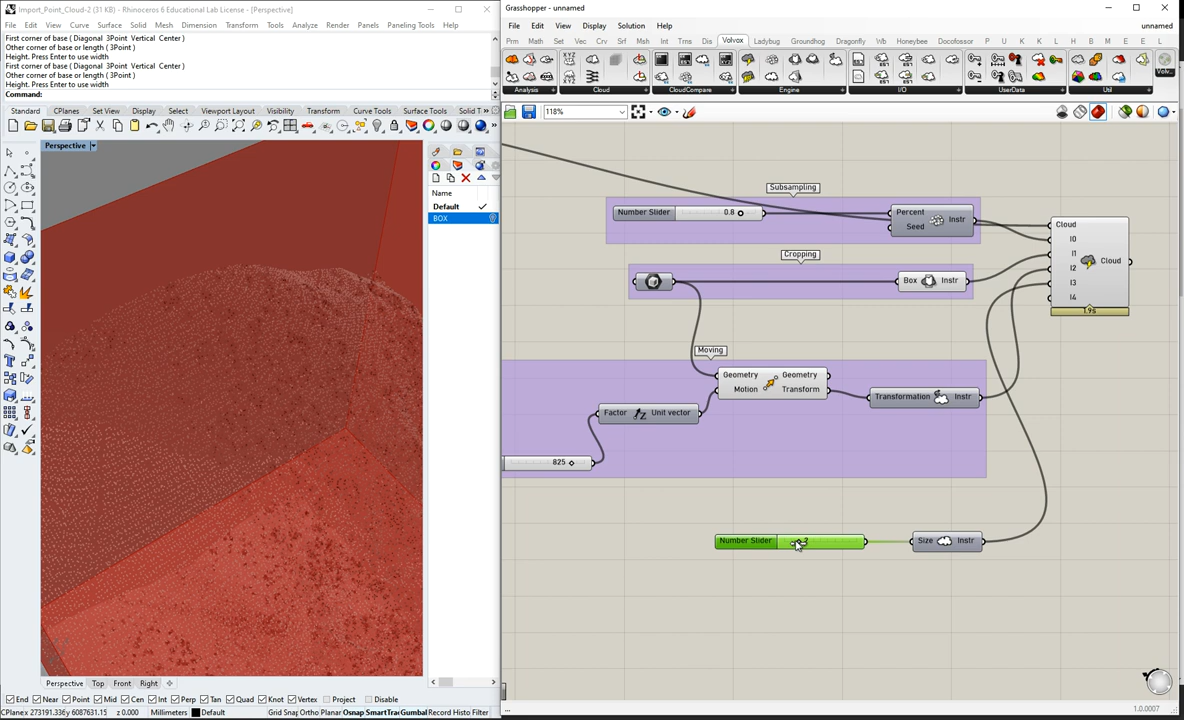 Import_Point_Cloud-2 (31 KB) - Rhinoceros 6 Educational Lab License - [Perspective]
File Edit View Curve Surface Solid Mesh Dimension Transform Tools Analyze Render Panels Paneling Tools Help
First corner of base ( Diagonal 3Point Vertical Center )
Other corner of base or length ( 3Point )
Height. Press Enter to use width
First corner of base ( Diagonal 3Point Vertical Center )
Other corner of base or length ( 3Point )
Height. Press Enter to use width
Command:
Standard CPlanes Set View Display Select Viewport Layout Visibility Transform Curve Tools Surface Tools Solid T
Perspective
Name
Default
BOX
Perspective Top Front Right
End Near Point Mid Cen Int Perp Tan Quad Knot Vertex Project Disable
CPlane x 273191.336 y 6087631.15 z 0.000 Millimeters Default Grid Snap Ortho Planar Osnap SmartTrack Gumball Record Histo Filter
Grasshopper - unnamed
File Edit View Display Solution Help
unnamed
Prm Math Set Vec Crv Srf Msh Int Trns Dis Volvox Ladybug Goodhound Grasshopper Dragonfly Wb Honeybee Docofossor P U K M E E L
Analysis Cloud CloudCompare Engine I/O UserData Util Volv..
118%
Subsampling
Number Slider 0.8
Percent
Seed
Instr
Cropping
Box Instr
Cloud
I0
I1
I2
I3
I4
Cloud
1.9s
Moving
Geometry
Motion
Geometry
Transform
Transformation Instr
Factor Unit vector
825
Number Slider 2
Size Instr
...
1.0.0007